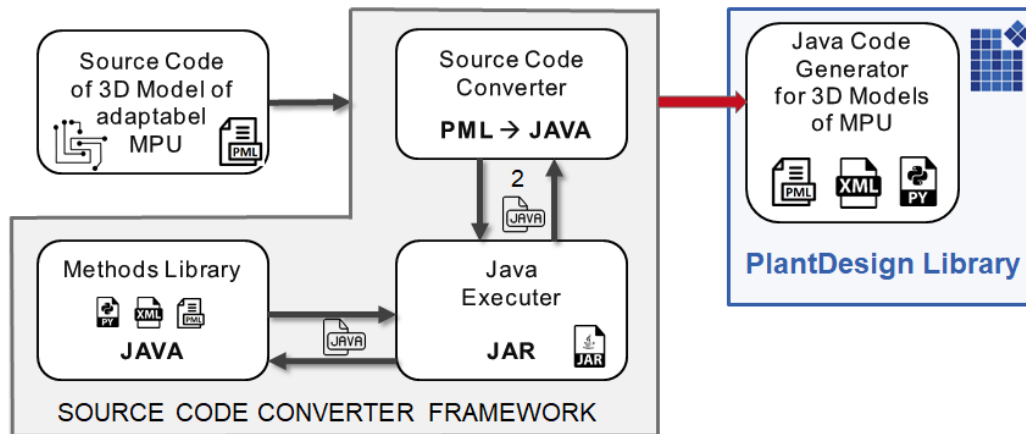 Source Code
of 3D Model of
adaptabel
MPU
PML
Source Code
Converter
PML → JAVA
2
JAVA
Java Code
Generator
for 3D Models
of MPU
PML
XML
PY
PlantDesign Library
Methods Library
PY
XML
PML
JAVA
JAVA
Java
Executer
JAR
JAR
SOURCE CODE CONVERTER FRAMEWORK